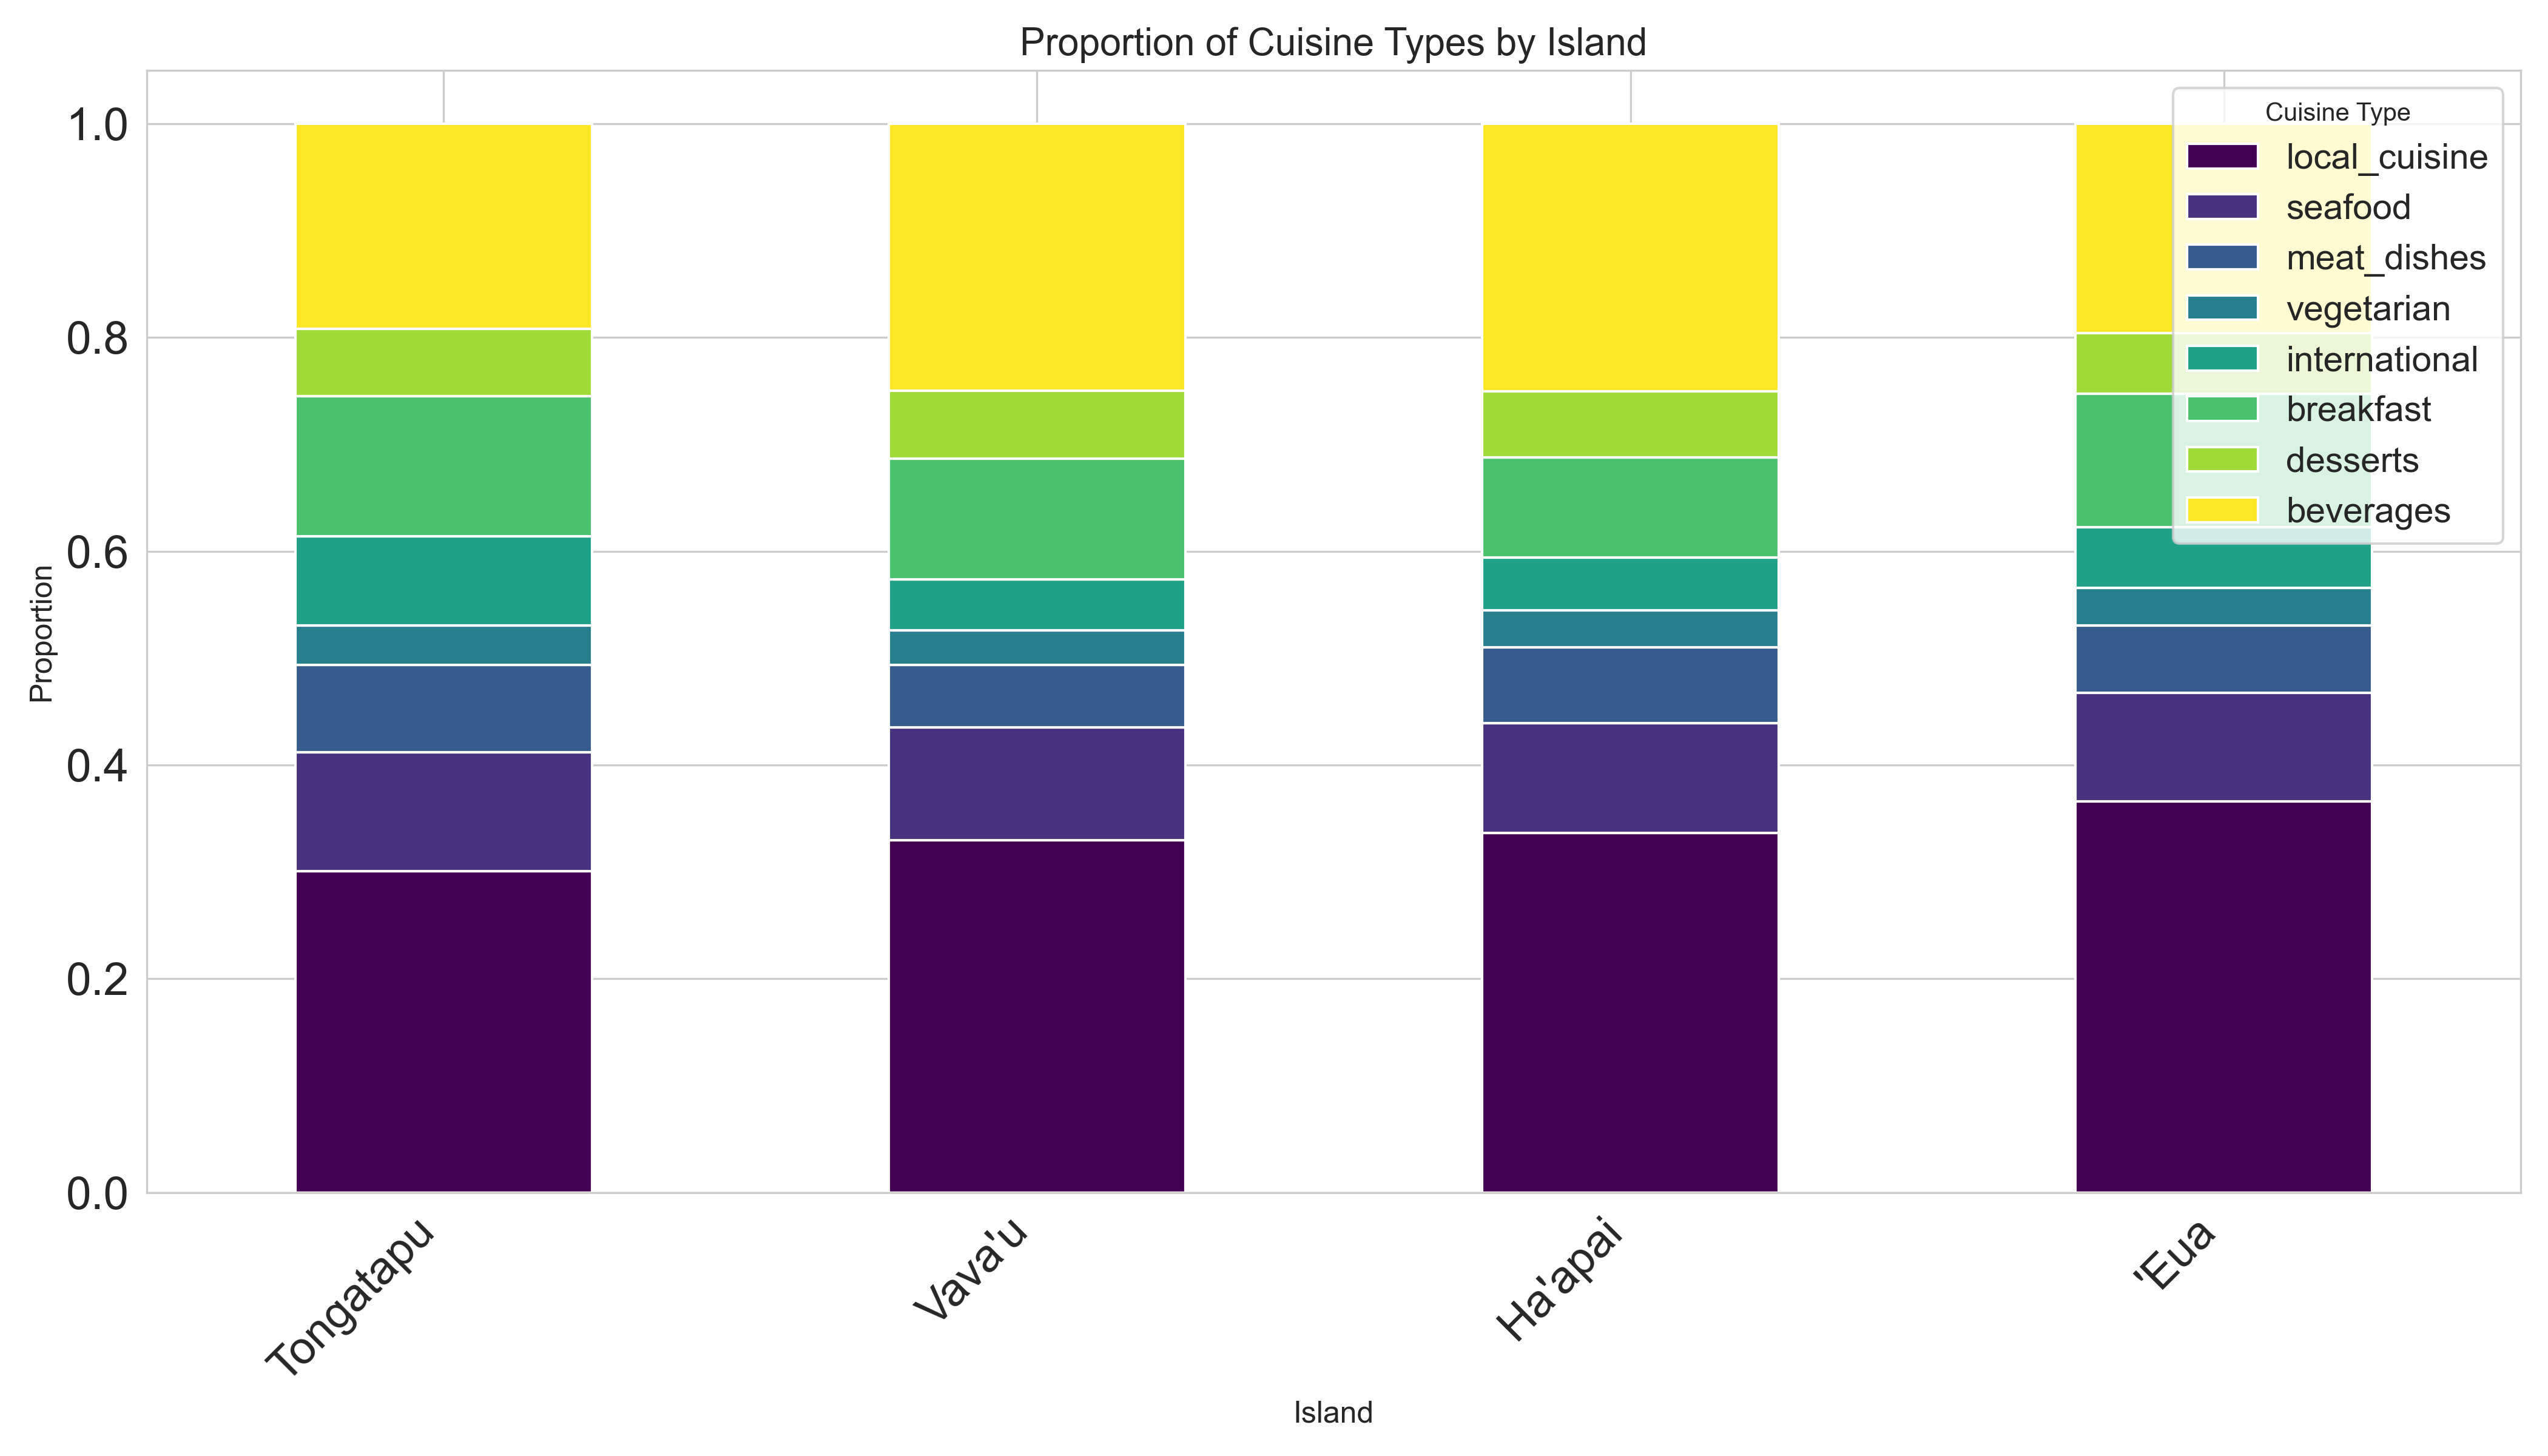 Proportion of Cuisine Types by Island
Cuisine Type
local_cuisine
seafood
meat_dishes
vegetarian
international
breakfast
desserts
beverages
Proportion
1.0
0.8
0.6
0.4
0.2
0.0
Tongatapu
Vava'u
Ha'apai
'Eua
Island